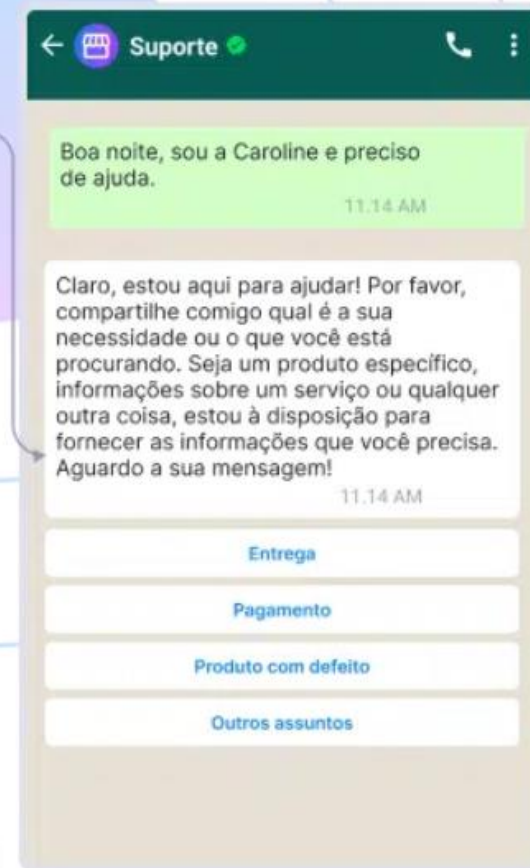 Suporte
Boa noite, sou a Caroline e preciso
de ajuda.
11.14 AM
Claro, estou aqui para ajudar! Por favor,
compartilhe comigo qual é a sua
necessidade ou o que você está
procurando. Seja um produto específico,
informações sobre um serviço ou qualquer
outra coisa, estou à disposição para
fornecer as informações que você precisa.
Aguardo a sua mensagem!
11.14 AM
Entrega
Pagamento
Produto com defeito
Outros assuntos